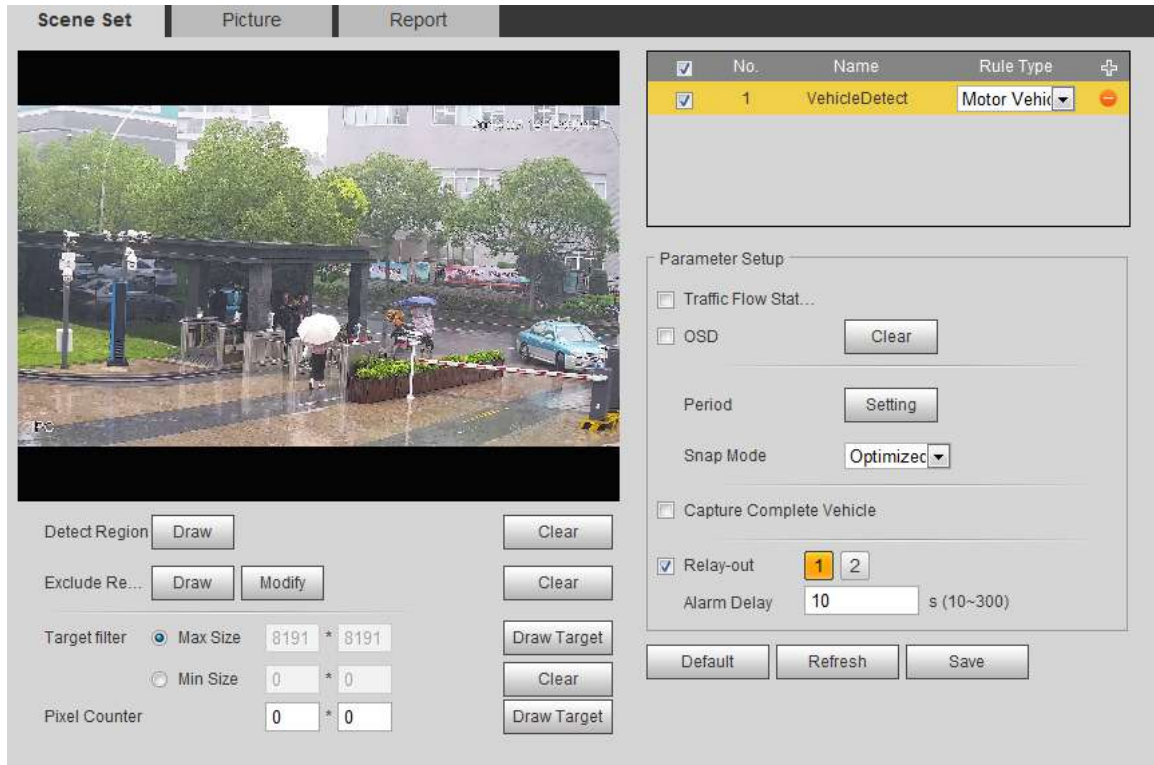 Scene Set Picture Report
No. Name Rule Type
1 VehicleDetect Motor Vehic
Parameter Setup
Traffic Flow Stat...
OSD Clear
Period Setting
Snap Mode Optimized
Capture Complete Vehicle
Relay-out 1 2
Alarm Delay 10 s (10~300)
Default Refresh Save
Detect Region Draw Clear
Exclude Re... Draw Modify Clear
Target filter Max Size 8191 * 8191 Draw Target
Min Size 0 * 0 Clear
Pixel Counter 0 * 0 Draw Target